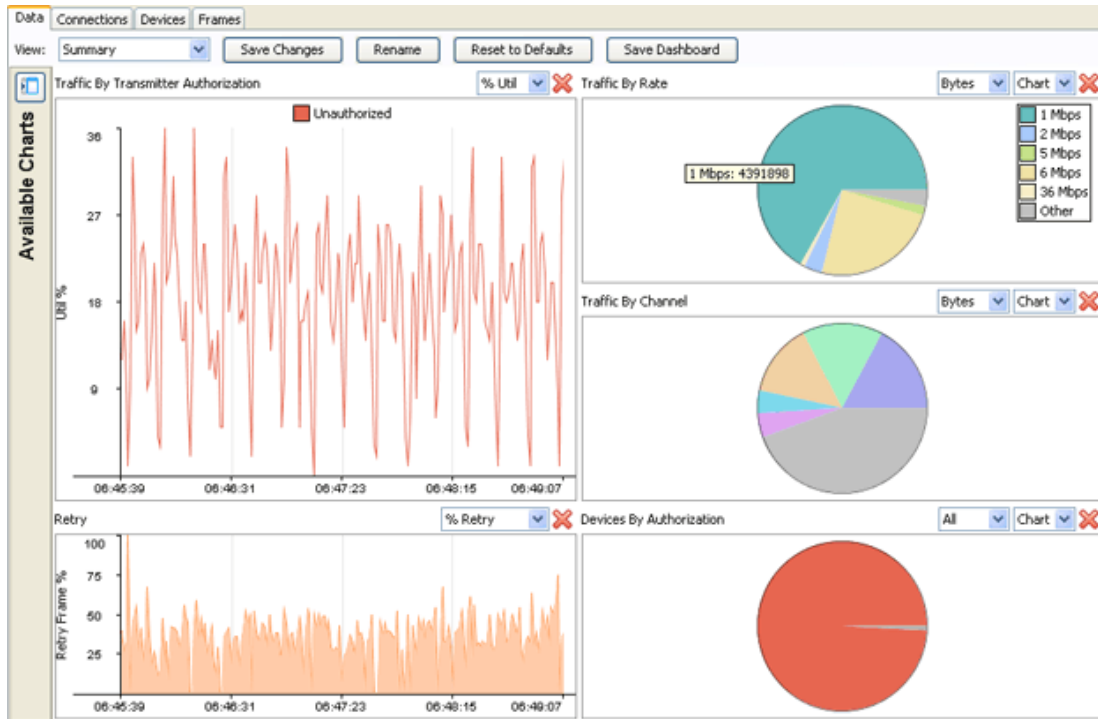 Data Connections Devices Frames
View: Summary Save Changes Rename Reset to Defaults Save Dashboard
Available Charts
Traffic By Transmitter Authorization % Util
Unauthorized
Util %
36
27
18
9
06:45:39 06:46:31 06:47:23 06:48:15 06:49:07
Traffic By Rate Bytes Chart
1 Mbps: 4391898
1 Mbps
2 Mbps
5 Mbps
6 Mbps
36 Mbps
Other
Traffic By Channel Bytes Chart
Retry % Retry
Retry Frame %
100
75
50
25
06:45:39 06:46:31 06:47:23 06:48:15 06:49:07
Devices By Authorization All Chart